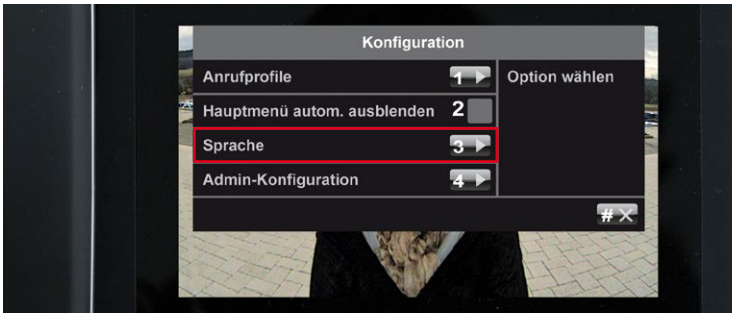 Konfiguration
Anrufprofile 1 Option wählen
Hauptmenü autom. ausblenden 2
Sprache 3
Admin-Konfiguration 4
#